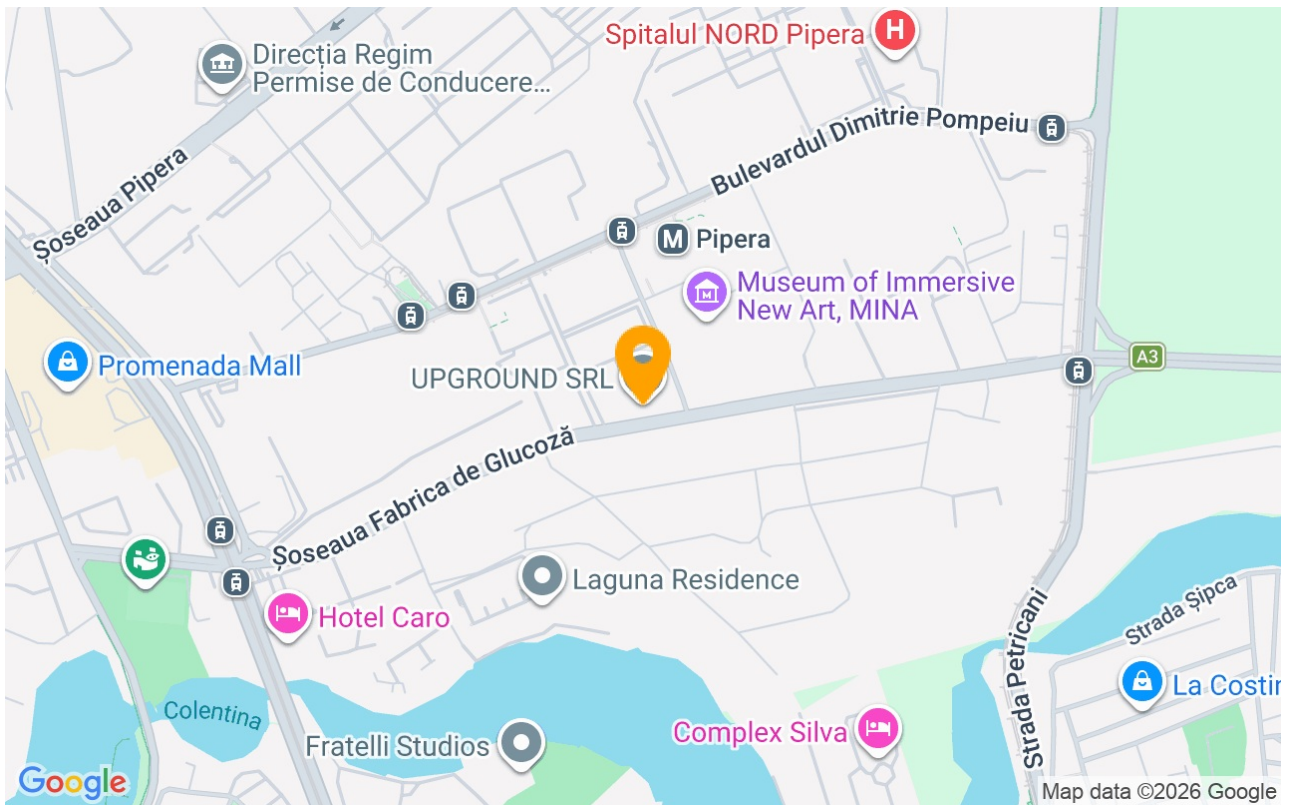 Spitalul NORD Pipera
H
Direcția Regim
Permise de Conducere...
Bulevardul Dimitrie Pompeiu
Șoseaua Pipera
M Pipera
Museum of Immersive
New Art, MINA
Promenada Mall
UPGROUND SRL
A3
Șoseaua Fabrica de Glucoză
Laguna Residence
Hotel Caro
Strada Șipca
Strada Petricani
La Costir
Colentina
Complex Silva
Fratelli Studios
Google
Map data ©2026 Google